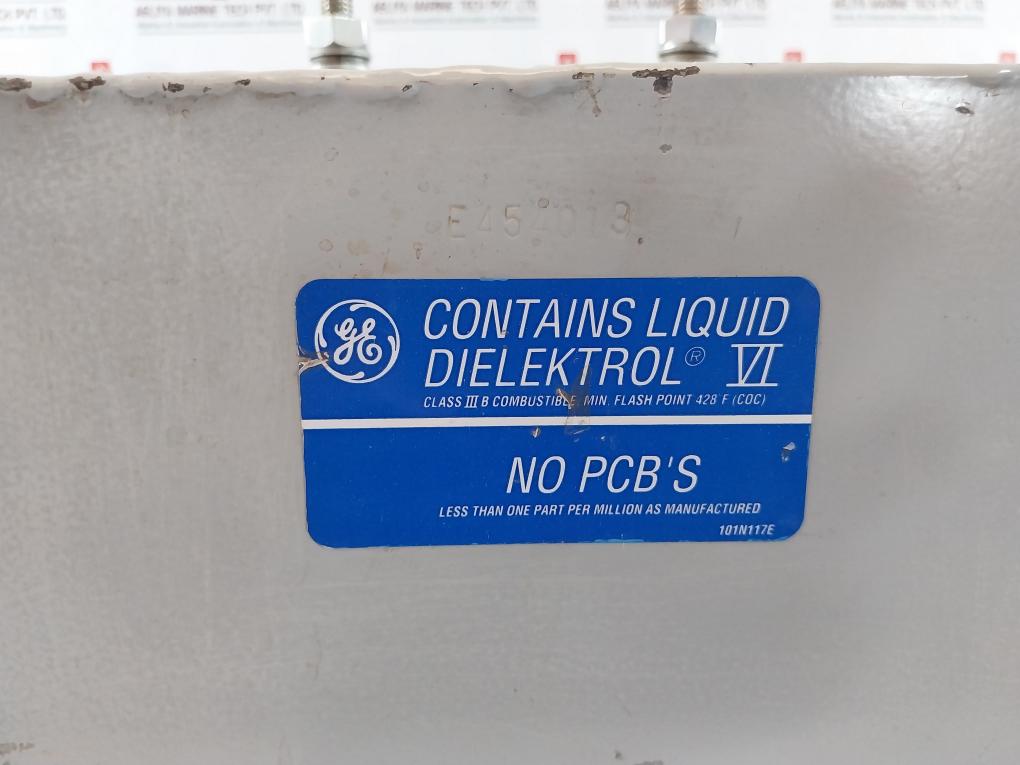 E454013
GE
CONTAINS LIQUID
DIELEKTROL® VI
CLASS III B COMBUSTIBLE, MIN. FLASH POINT 428 F (COC)
NO PCB'S
LESS THAN ONE PART PER MILLION AS MANUFACTURED
101N117E